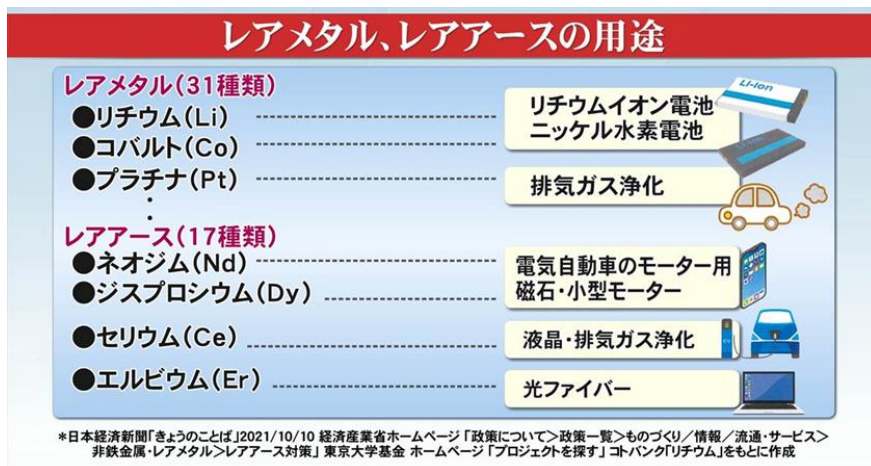 レアメタル、レアアースの用途
レアメタル(31種類)
●リチウム(Li)
●コバルト(Co)
リチウムイオン電池
ニッケル水素電池
Li-Ion
●プラチナ(Pt)
排気ガス浄化
・
・
レアアース(17種類)
●ネオジム(Nd)
●ジスプロシウム(Dy)
電気自動車のモーター用
磁石・小型モーター
●セリウム(Ce)
液晶・排気ガス浄化
EV
●エルビウム(Er)
光ファイバー
*日本経済新聞「きょうのことば」2021/10/10 経済産業省ホームページ 「政策について>政策一覧>ものづくり/情報/流通・サービス>
非鉄金属・レアメタル>レアアース対策」 東京大学基金 ホームページ 「プロジェクトを探す」 コトバンク「リチウム」をもとに作成